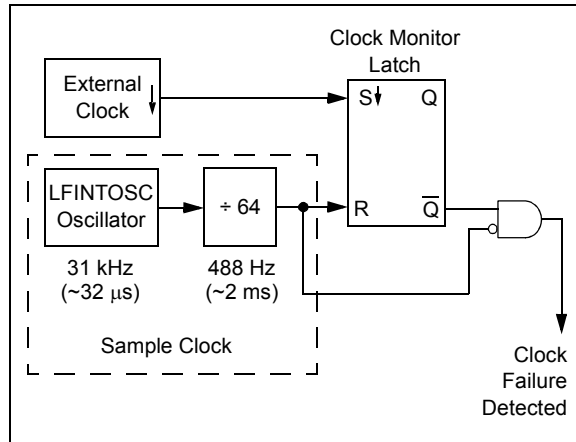 Clock Monitor
Latch
External
Clock
S
Q
LFINTOSC
Oscillator
÷ 64
R
Q̅
31 kHz
(~32 μs)
488 Hz
(~2 ms)
Sample Clock
Clock
Failure
Detected